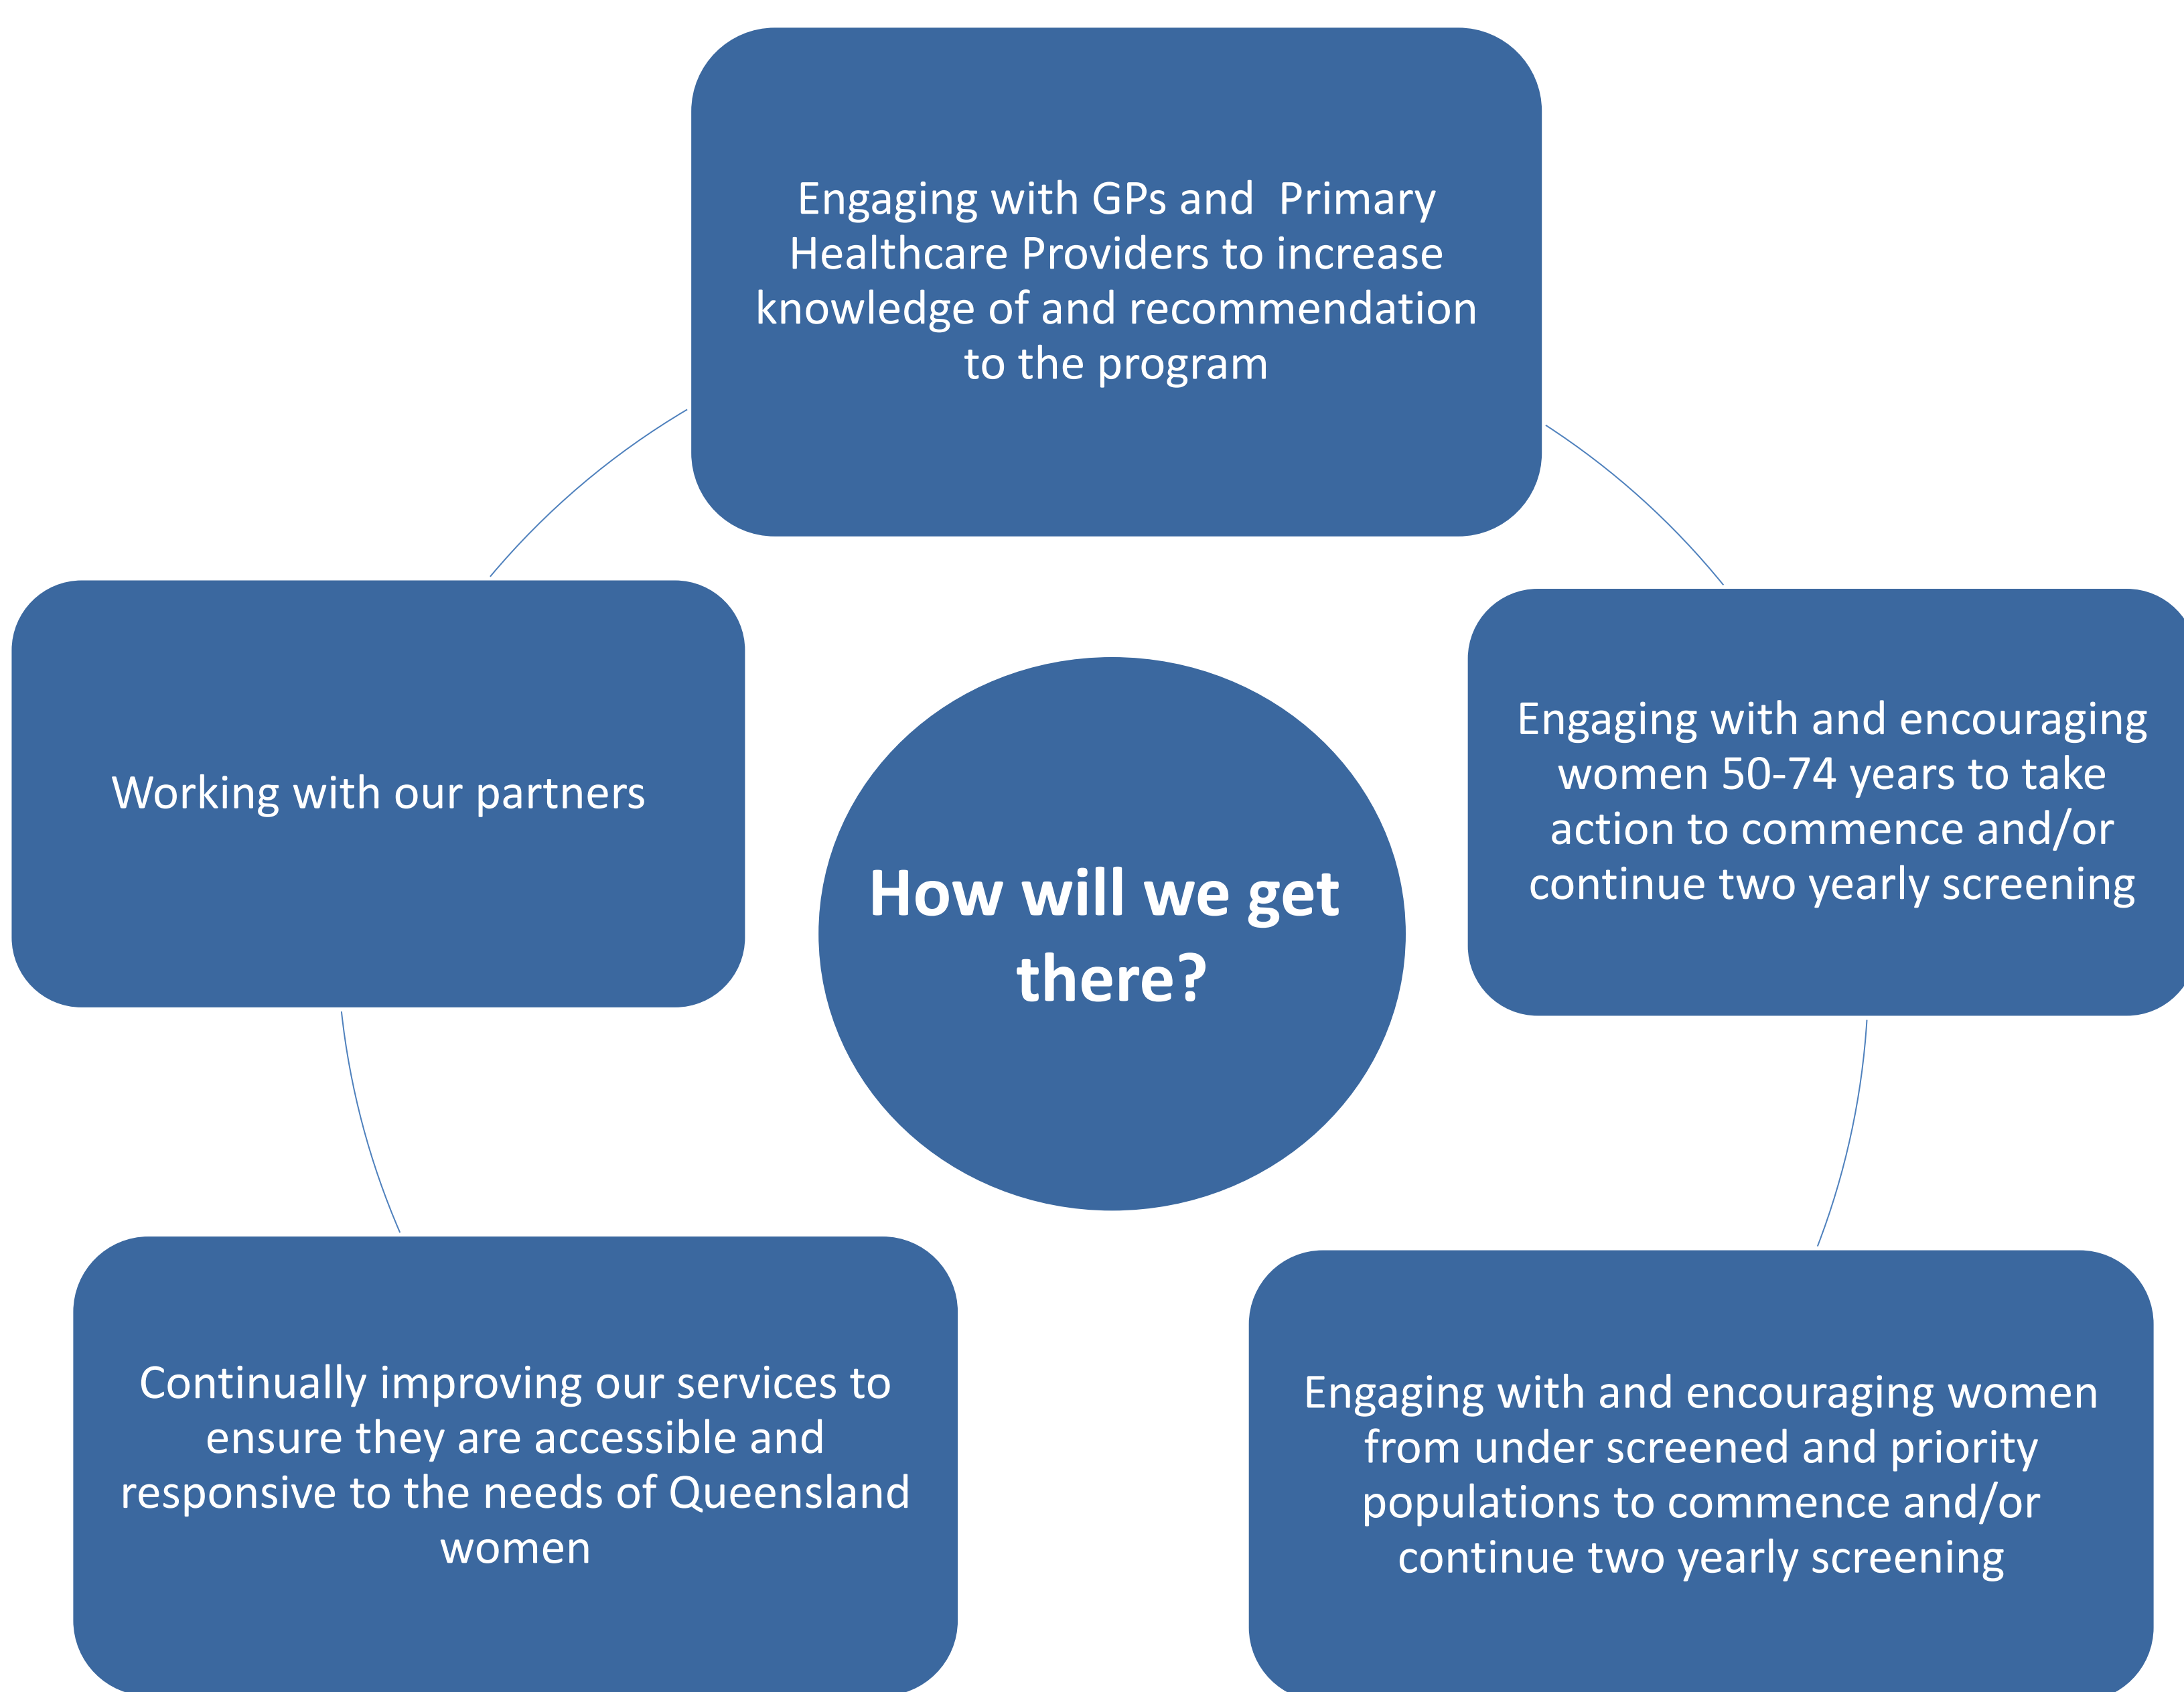 Engaging with GPs and  Primary
Healthcare Providers to increase
knowledge of and recommendation
to the program
Engaging with and encouraging
women 50-74 years to take
action to commence and/or
continue two yearly screening
Engaging with and encouraging women
from under screened and priority
populations to commence and/or
continue two yearly screening
Continually improving our services to
ensure they are accessible and
responsive to the needs of Queensland
women
Working with our partners
How will we get
there?